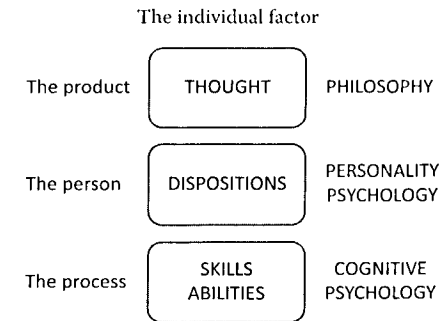 The individual factor
The product THOUGHT PHILOSOPHY
The person DISPOSITIONS PERSONALITY
PSYCHOLOGY
The process SKILLS COGNITIVE
ABILITIES PSYCHOLOGY